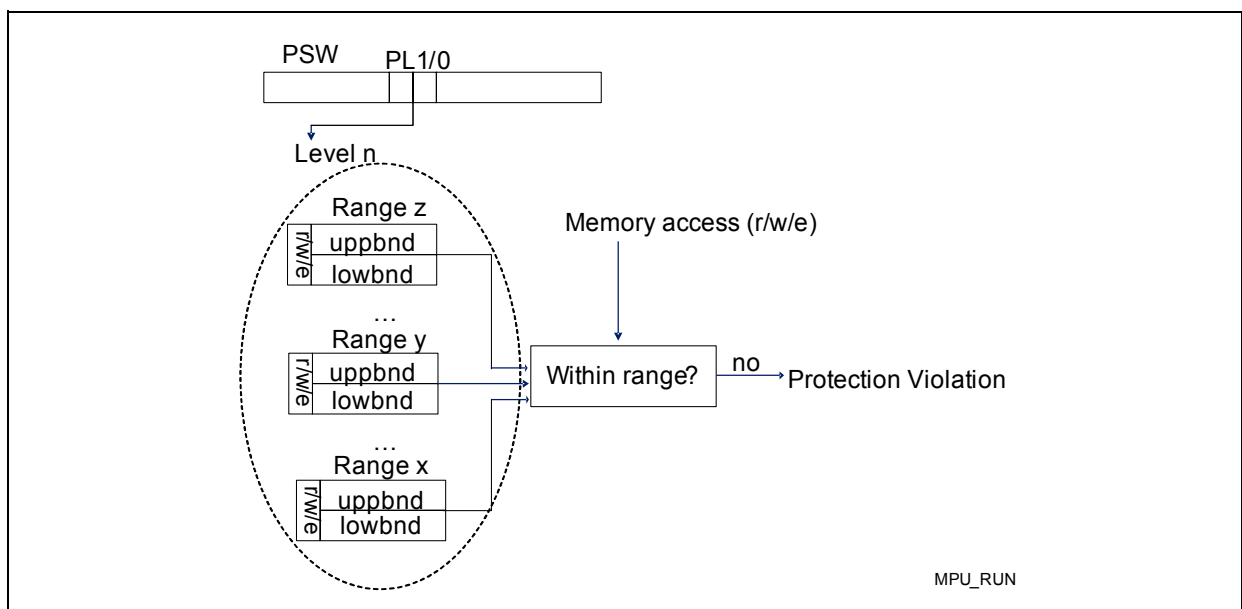 PSW
PL1/0
Level n
Range z
r/w/e
uppbnd
lowbnd
Memory access (r/w/e)
...
Range y
r/w/e
uppbnd
lowbnd
Within range?
no
Protection Violation
...
Range x
r/w/e
uppbnd
lowbnd
MPU_RUN